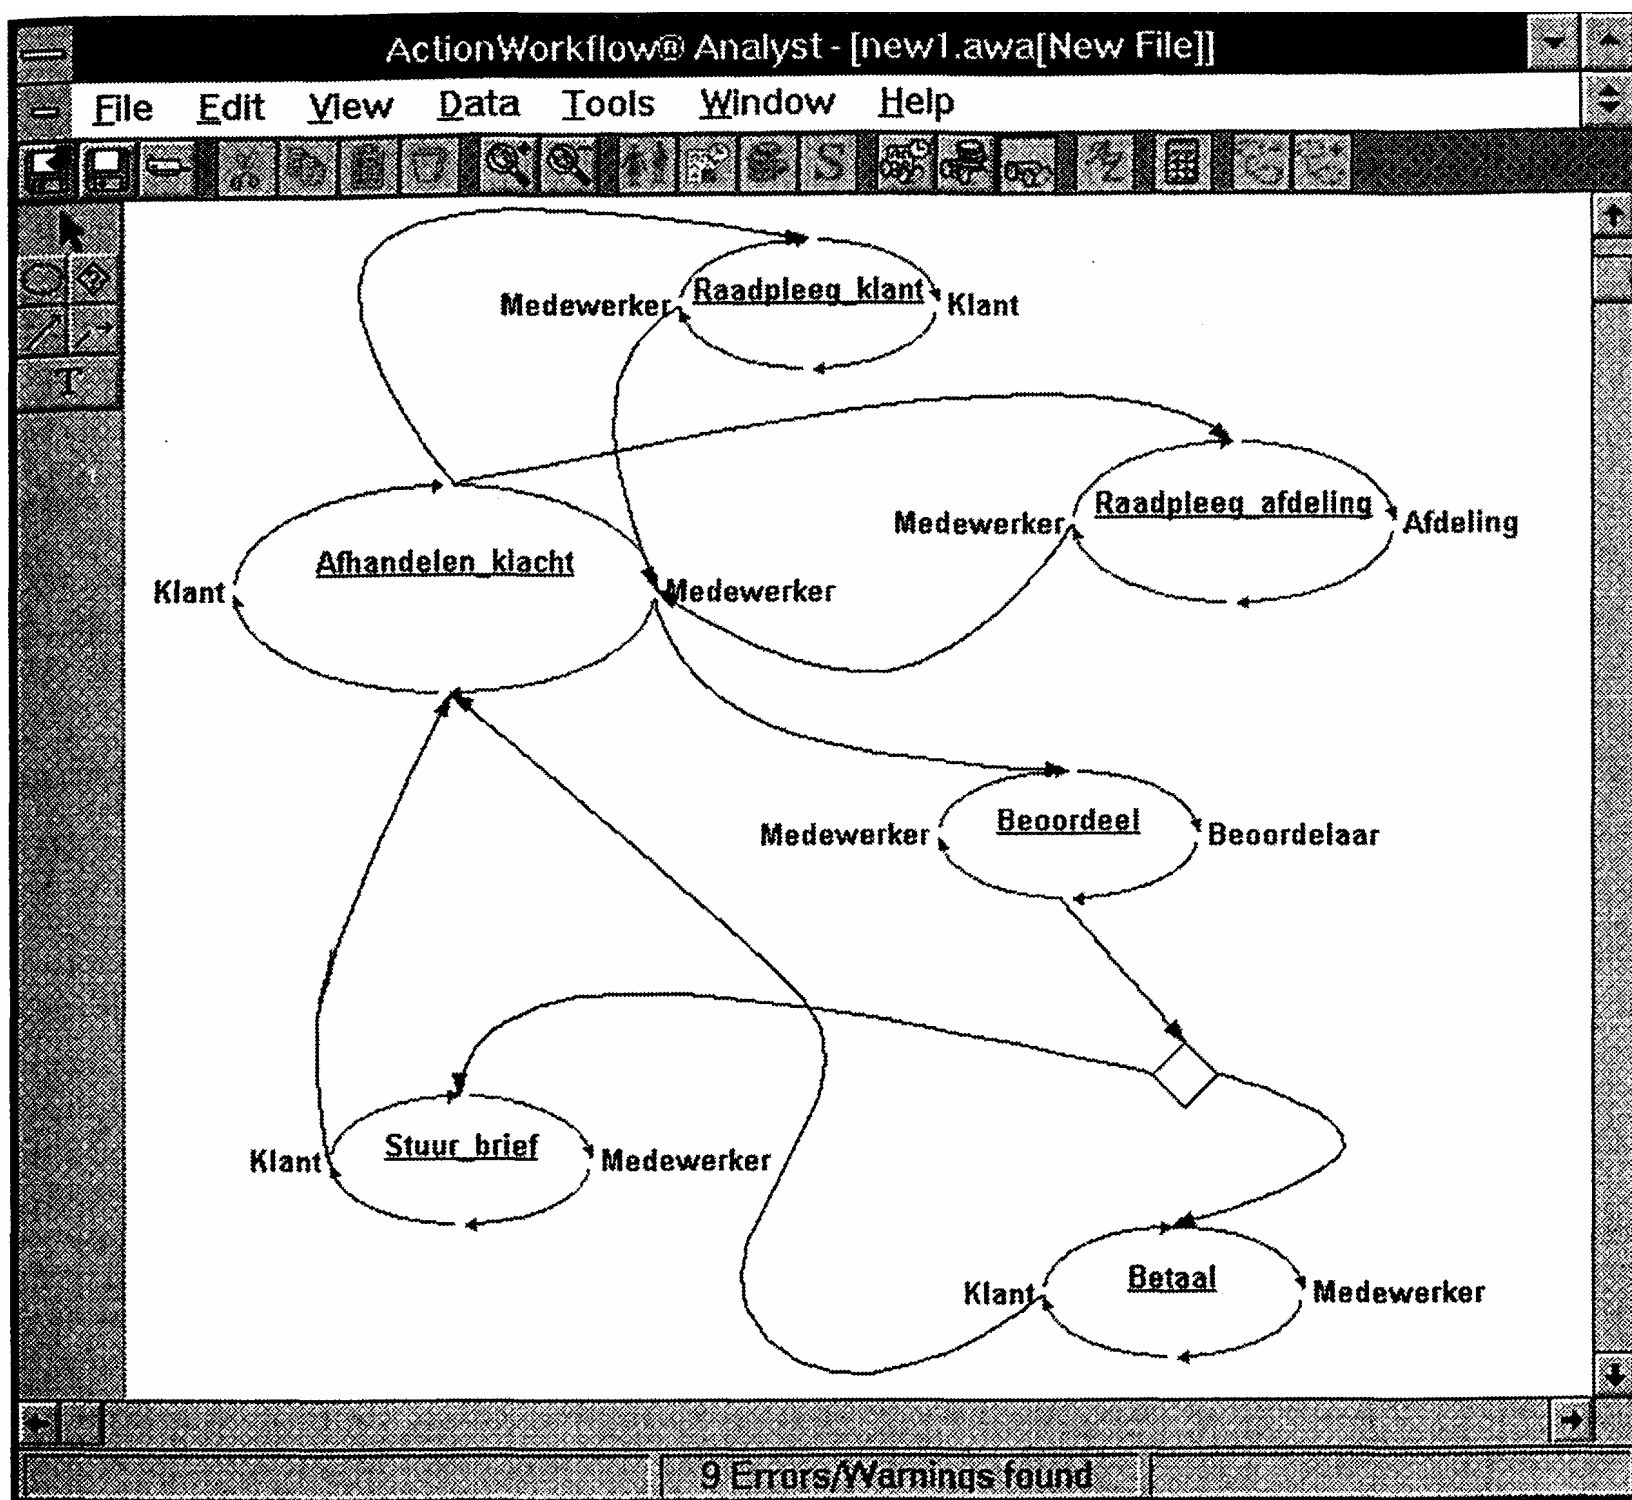 ActionWorkflow® Analyst - [new1.awa[New File]]
File Edit View Data Tools Window Help
S
T
Raadpleeg_klant
Medewerker Klant
Raadpleeg_afdeling
Medewerker Afdeling
Afhandelen_klacht
Klant Medewerker
Beoordeel
Medewerker Beoordelaar
Stuur_brief
Klant Medewerker
Betaal
Klant Medewerker
9 Errors/Warnings found